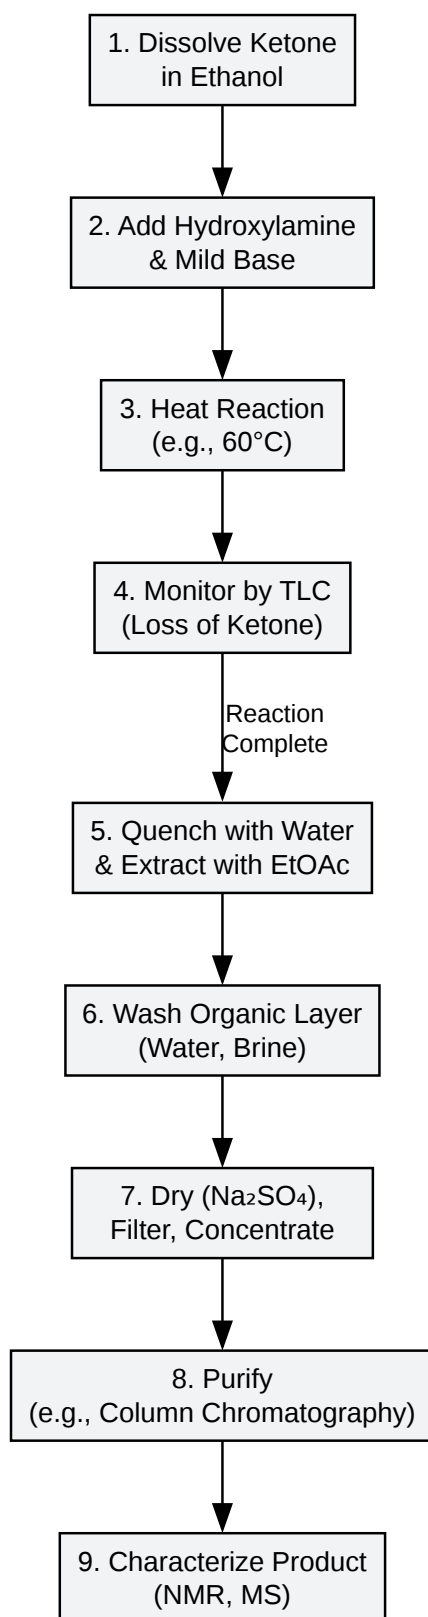 1. Dissolve Ketone
in Ethanol
2. Add Hydroxylamine
& Mild Base
3. Heat Reaction
(e.g., 60°C)
4. Monitor by TLC
(Loss of Ketone)
Reaction
Complete
5. Quench with Water
& Extract with EtOAc
6. Wash Organic Layer
(Water, Brine)
7. Dry (Na₂SO₄),
Filter, Concentrate
8. Purify
(e.g., Column Chromatography)
9. Characterize Product
(NMR, MS)